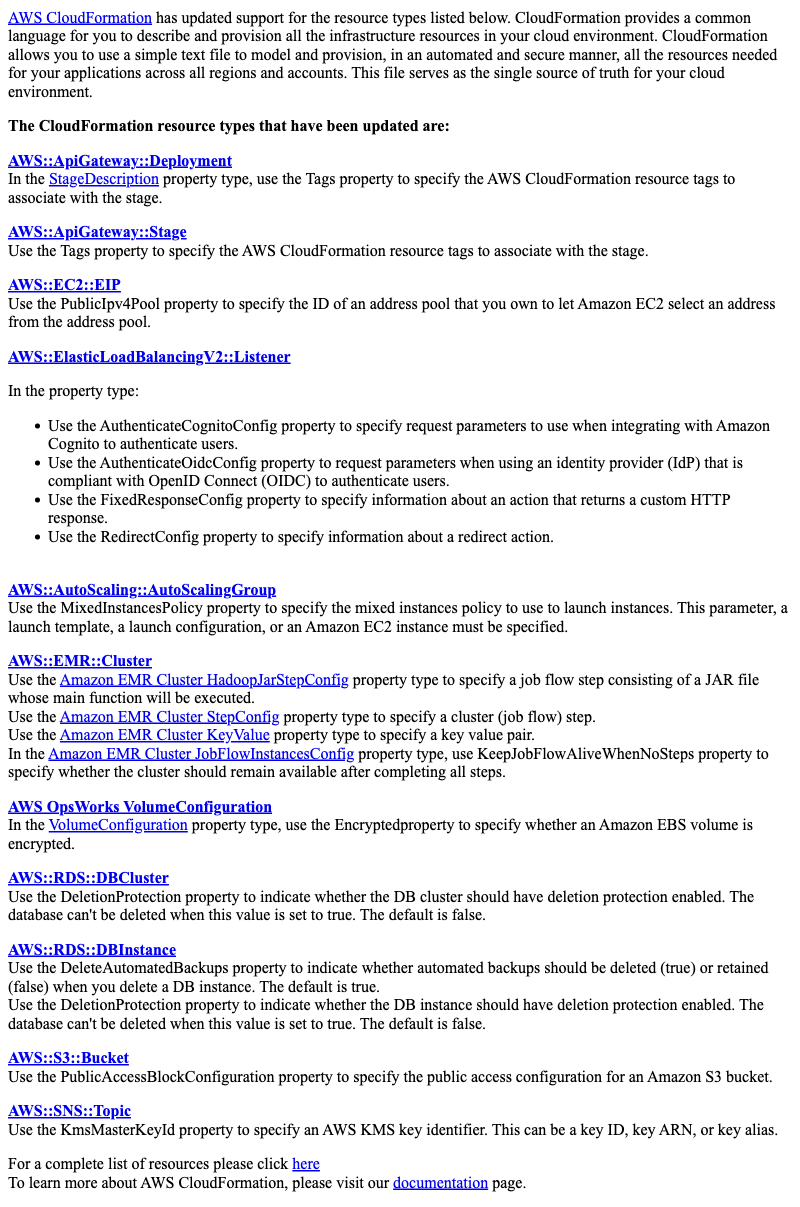 AWS CloudFormation has updated support for the resource types listed below. CloudFormation provides a common
language for you to describe and provision all the infrastructure resources in your cloud environment. CloudFormation
allows you to use a simple text file to model and provision, in an automated and secure manner, all the resources needed
for your applications across all regions and accounts. This file serves as the single source of truth for your cloud
environment.
The CloudFormation resource types that have been updated are:
AWS::ApiGateway::Deployment
In the StageDescription property type, use the Tags property to specify the AWS CloudFormation resource tags to
associate with the stage.
AWS::ApiGateway::Stage
Use the Tags property to specify the AWS CloudFormation resource tags to associate with the stage.
AWS::EC2::EIP
Use the PublicIpv4Pool property to specify the ID of an address pool that you own to let Amazon EC2 select an address
from the address pool.
AWS::ElasticLoadBalancingV2::Listener
In the property type:
• Use the AuthenticateCognitoConfig property to specify request parameters to use when integrating with Amazon
Cognito to authenticate users.
• Use the AuthenticateOidcConfig property to request parameters when using an identity provider (IdP) that is
compliant with OpenID Connect (OIDC) to authenticate users.
• Use the FixedResponseConfig property to specify information about an action that returns a custom HTTP
response.
• Use the RedirectConfig property to specify information about a redirect action.
AWS::AutoScaling::AutoScalingGroup
Use the MixedInstancesPolicy property to specify the mixed instances policy to use to launch instances. This parameter, a
launch template, a launch configuration, or an Amazon EC2 instance must be specified.
AWS::EMR::Cluster
Use the Amazon EMR Cluster HadoopJarStepConfig property type to specify a job flow step consisting of a JAR file
whose main function will be executed.
Use the Amazon EMR Cluster StepConfig property type to specify a cluster (job flow) step.
Use the Amazon EMR Cluster KeyValue property type to specify a key value pair.
In the Amazon EMR Cluster JobFlowInstancesConfig property type, use KeepJobFlowAliveWhenNoSteps property to
specify whether the cluster should remain available after completing all steps.
AWS OpsWorks VolumeConfiguration
In the VolumeConfiguration property type, use the Encryptedproperty to specify whether an Amazon EBS volume is
encrypted.
AWS::RDS::DBCluster
Use the DeletionProtection property to indicate whether the DB cluster should have deletion protection enabled. The
database can't be deleted when this value is set to true. The default is false.
AWS::RDS::DBInstance
Use the DeleteAutomatedBackups property to indicate whether automated backups should be deleted (true) or retained
(false) when you delete a DB instance. The default is true.
Use the DeletionProtection property to indicate whether the DB instance should have deletion protection enabled. The
database can't be deleted when this value is set to true. The default is false.
AWS::S3::Bucket
Use the PublicAccessBlockConfiguration property to specify the public access configuration for an Amazon S3 bucket.
AWS::SNS::Topic
Use the KmsMasterKeyId property to specify an AWS KMS key identifier. This can be a key ID, key ARN, or key alias.
For a complete list of resources please click here
To learn more about AWS CloudFormation, please visit our documentation page.